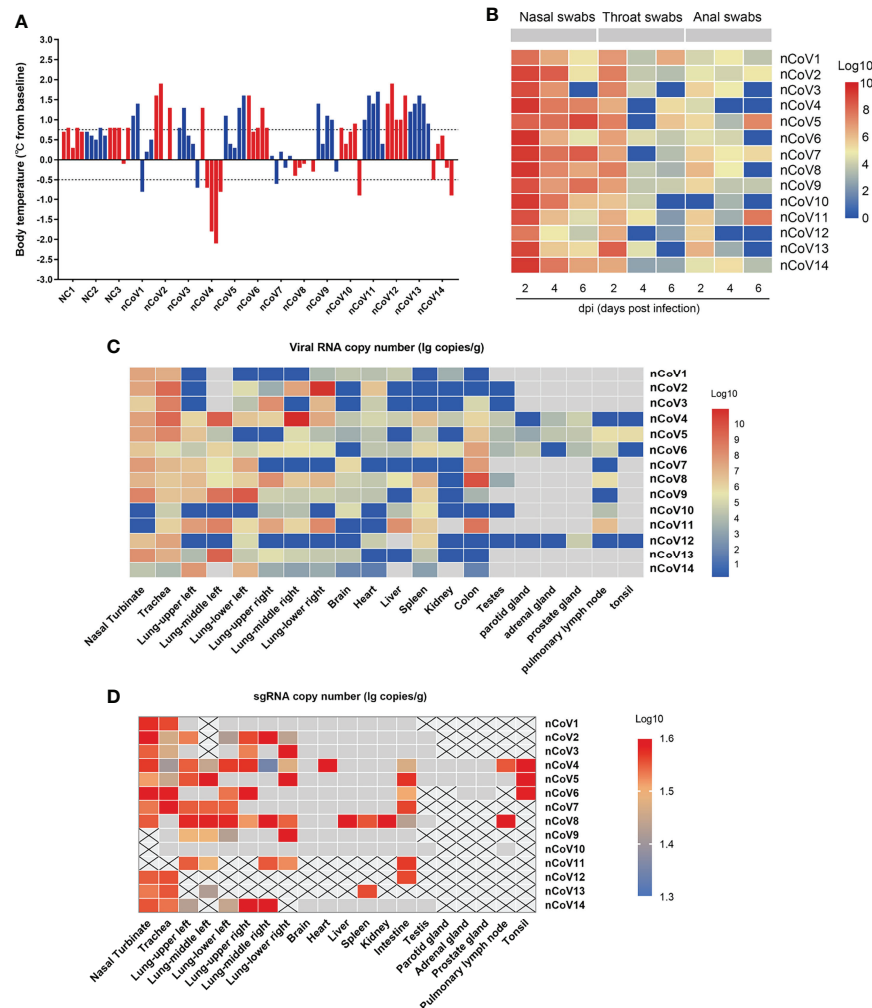 A
Body temperature (°C from baseline)
3.0
2.5
2.0
1.5
1.0
0.5
0.0
-0.5
-1.0
-1.5
-2.0
-2.5
-3.0
NC1
NC2
NC3
nCoV1
nCoV2
nCoV3
nCoV4
nCoV5
nCoV6
nCoV7
nCoV8
nCoV9
nCoV10
nCoV11
nCoV12
nCoV13
nCoV14
B
Nasal swabs Throat swabs Anal swabs
nCoV1
nCoV2
nCoV3
nCoV4
nCoV5
nCoV6
nCoV7
nCoV8
nCoV9
nCoV10
nCoV11
nCoV12
nCoV13
nCoV14
2 4 6 2 4 6 2 4 6
dpi (days post infection)
Log10
10
8
6
4
2
0
C
Viral RNA copy number (lg copies/g)
nCoV1
nCoV2
nCoV3
nCoV4
nCoV5
nCoV6
nCoV7
nCoV8
nCoV9
nCoV10
nCoV11
nCoV12
nCoV13
nCoV14
Nasal Turbinate
Trachea
Lung-upper left
Lung-middle left
Lung-lower left
Lung-upper right
Lung-middle right
Lung-lower right
Brain
Heart
Liver
Spleen
Kidney
Colon
Testes
parotid gland
adrenal gland
prostate gland
pulmonary lymph node
tonsil
Log10
10
9
8
7
6
5
4
3
2
1
D
sgRNA copy number (lg copies/g)
nCoV1
nCoV2
nCoV3
nCoV4
nCoV5
nCoV6
nCoV7
nCoV8
nCoV9
nCoV10
nCoV11
nCoV12
nCoV13
nCoV14
Nasal Turbinate
Trachea
Lung-upper left
Lung-middle left
Lung-lower left
Lung-upper right
Lung-middle right
Lung-lower right
Brain
Heart
Liver
Spleen
Kidney
Intestine
Testis
Parotid gland
Adrenal gland
Prostate gland
Pulmonary lymph node
Tonsil
Log10
1.6
1.5
1.4
1.3